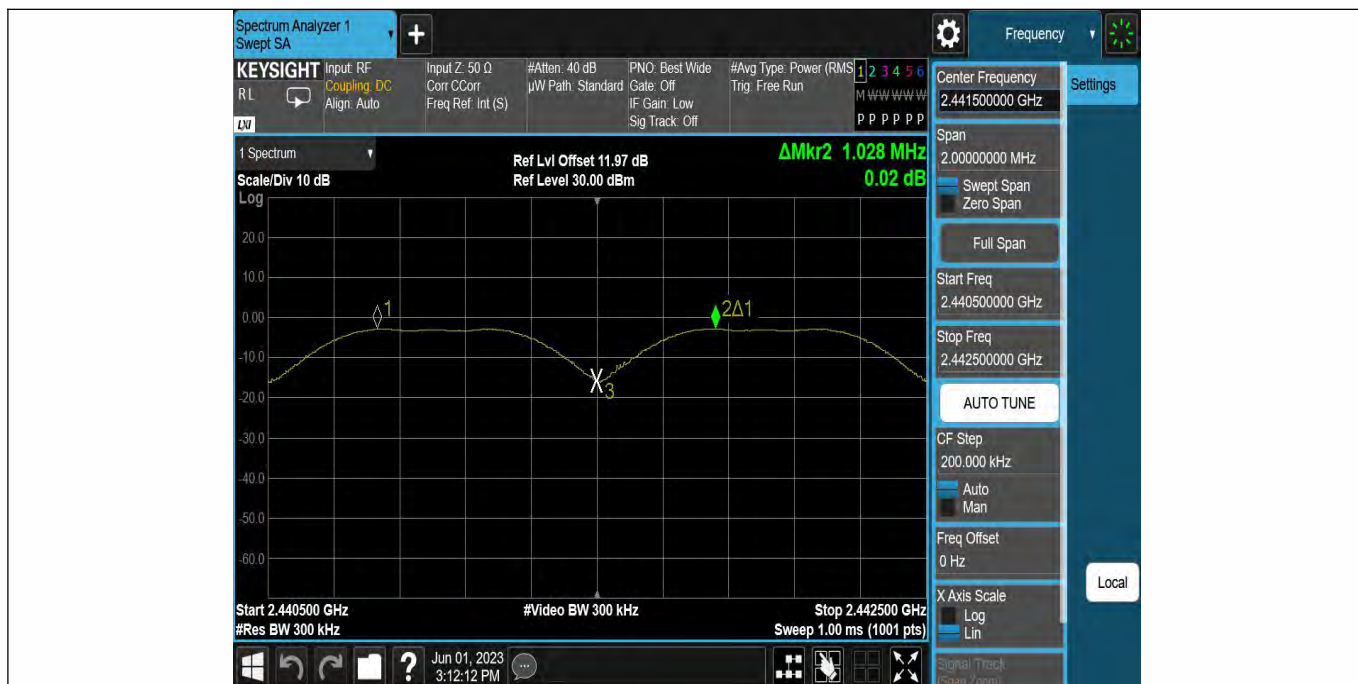 Spectrum Analyzer 1
Swept SA
+
Frequency
KEYSIGHT
RL
LXI
Input: RF
Coupling: DC
Align: Auto
Input Z: 50 Ω
Corr CCorr
Freq Ref: Int (S)
#Atten: 40 dB
µW Path: Standard
PNO: Best Wide
Gate: Off
IF Gain: Low
Sig Track: Off
#Avg Type: Power (RMS
Trig: Free Run
1 2 3 4 5 6
M W W W W W
P P P P P P
Center Frequency
2.441500000 GHz
Settings
1 Spectrum
Scale/Div 10 dB
Ref Lvl Offset 11.97 dB
Ref Level 30.00 dBm
ΔMkr2 1.028 MHz
0.02 dB
Span
2.00000000 MHz
Swept Span
Zero Span
Full Span
Start Freq
2.440500000 GHz
Stop Freq
2.442500000 GHz
AUTO TUNE
CF Step
200.000 kHz
Auto
Man
Freq Offset
0 Hz
X Axis Scale
Log
Lin
Signal Track
(Span Zoom)
Local
Log
20.0
10.0
0.00
-10.0
-20.0
-30.0
-40.0
-50.0
-60.0
1
2Δ1
3
Start 2.440500 GHz
#Res BW 300 kHz
#Video BW 300 kHz
Stop 2.442500 GHz
Sweep 1.00 ms (1001 pts)
?
Jun 01, 2023
3:12:12 PM